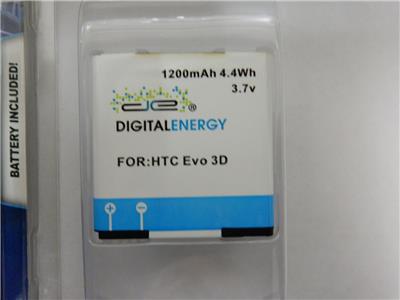 BATTERY INCLUDED!
1200mAh 4.4Wh
3.7v
de®
DIGITALENERGY
FOR:HTC Evo 3D
+ −